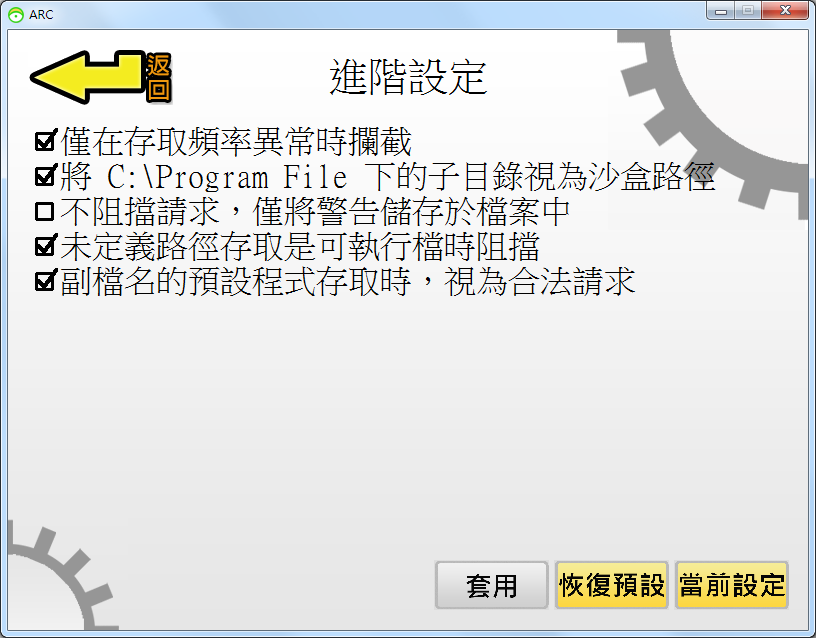 ARC
返回
進階設定
僅在存取頻率異常時攔截
將 C:\Program File 下的子目錄視為沙盒路徑
不阻擋請求，僅將警告儲存於檔案中
未定義路徑存取是可執行檔時阻擋
副檔名的預設程式存取時，視為合法請求
套用
恢復預設
當前設定